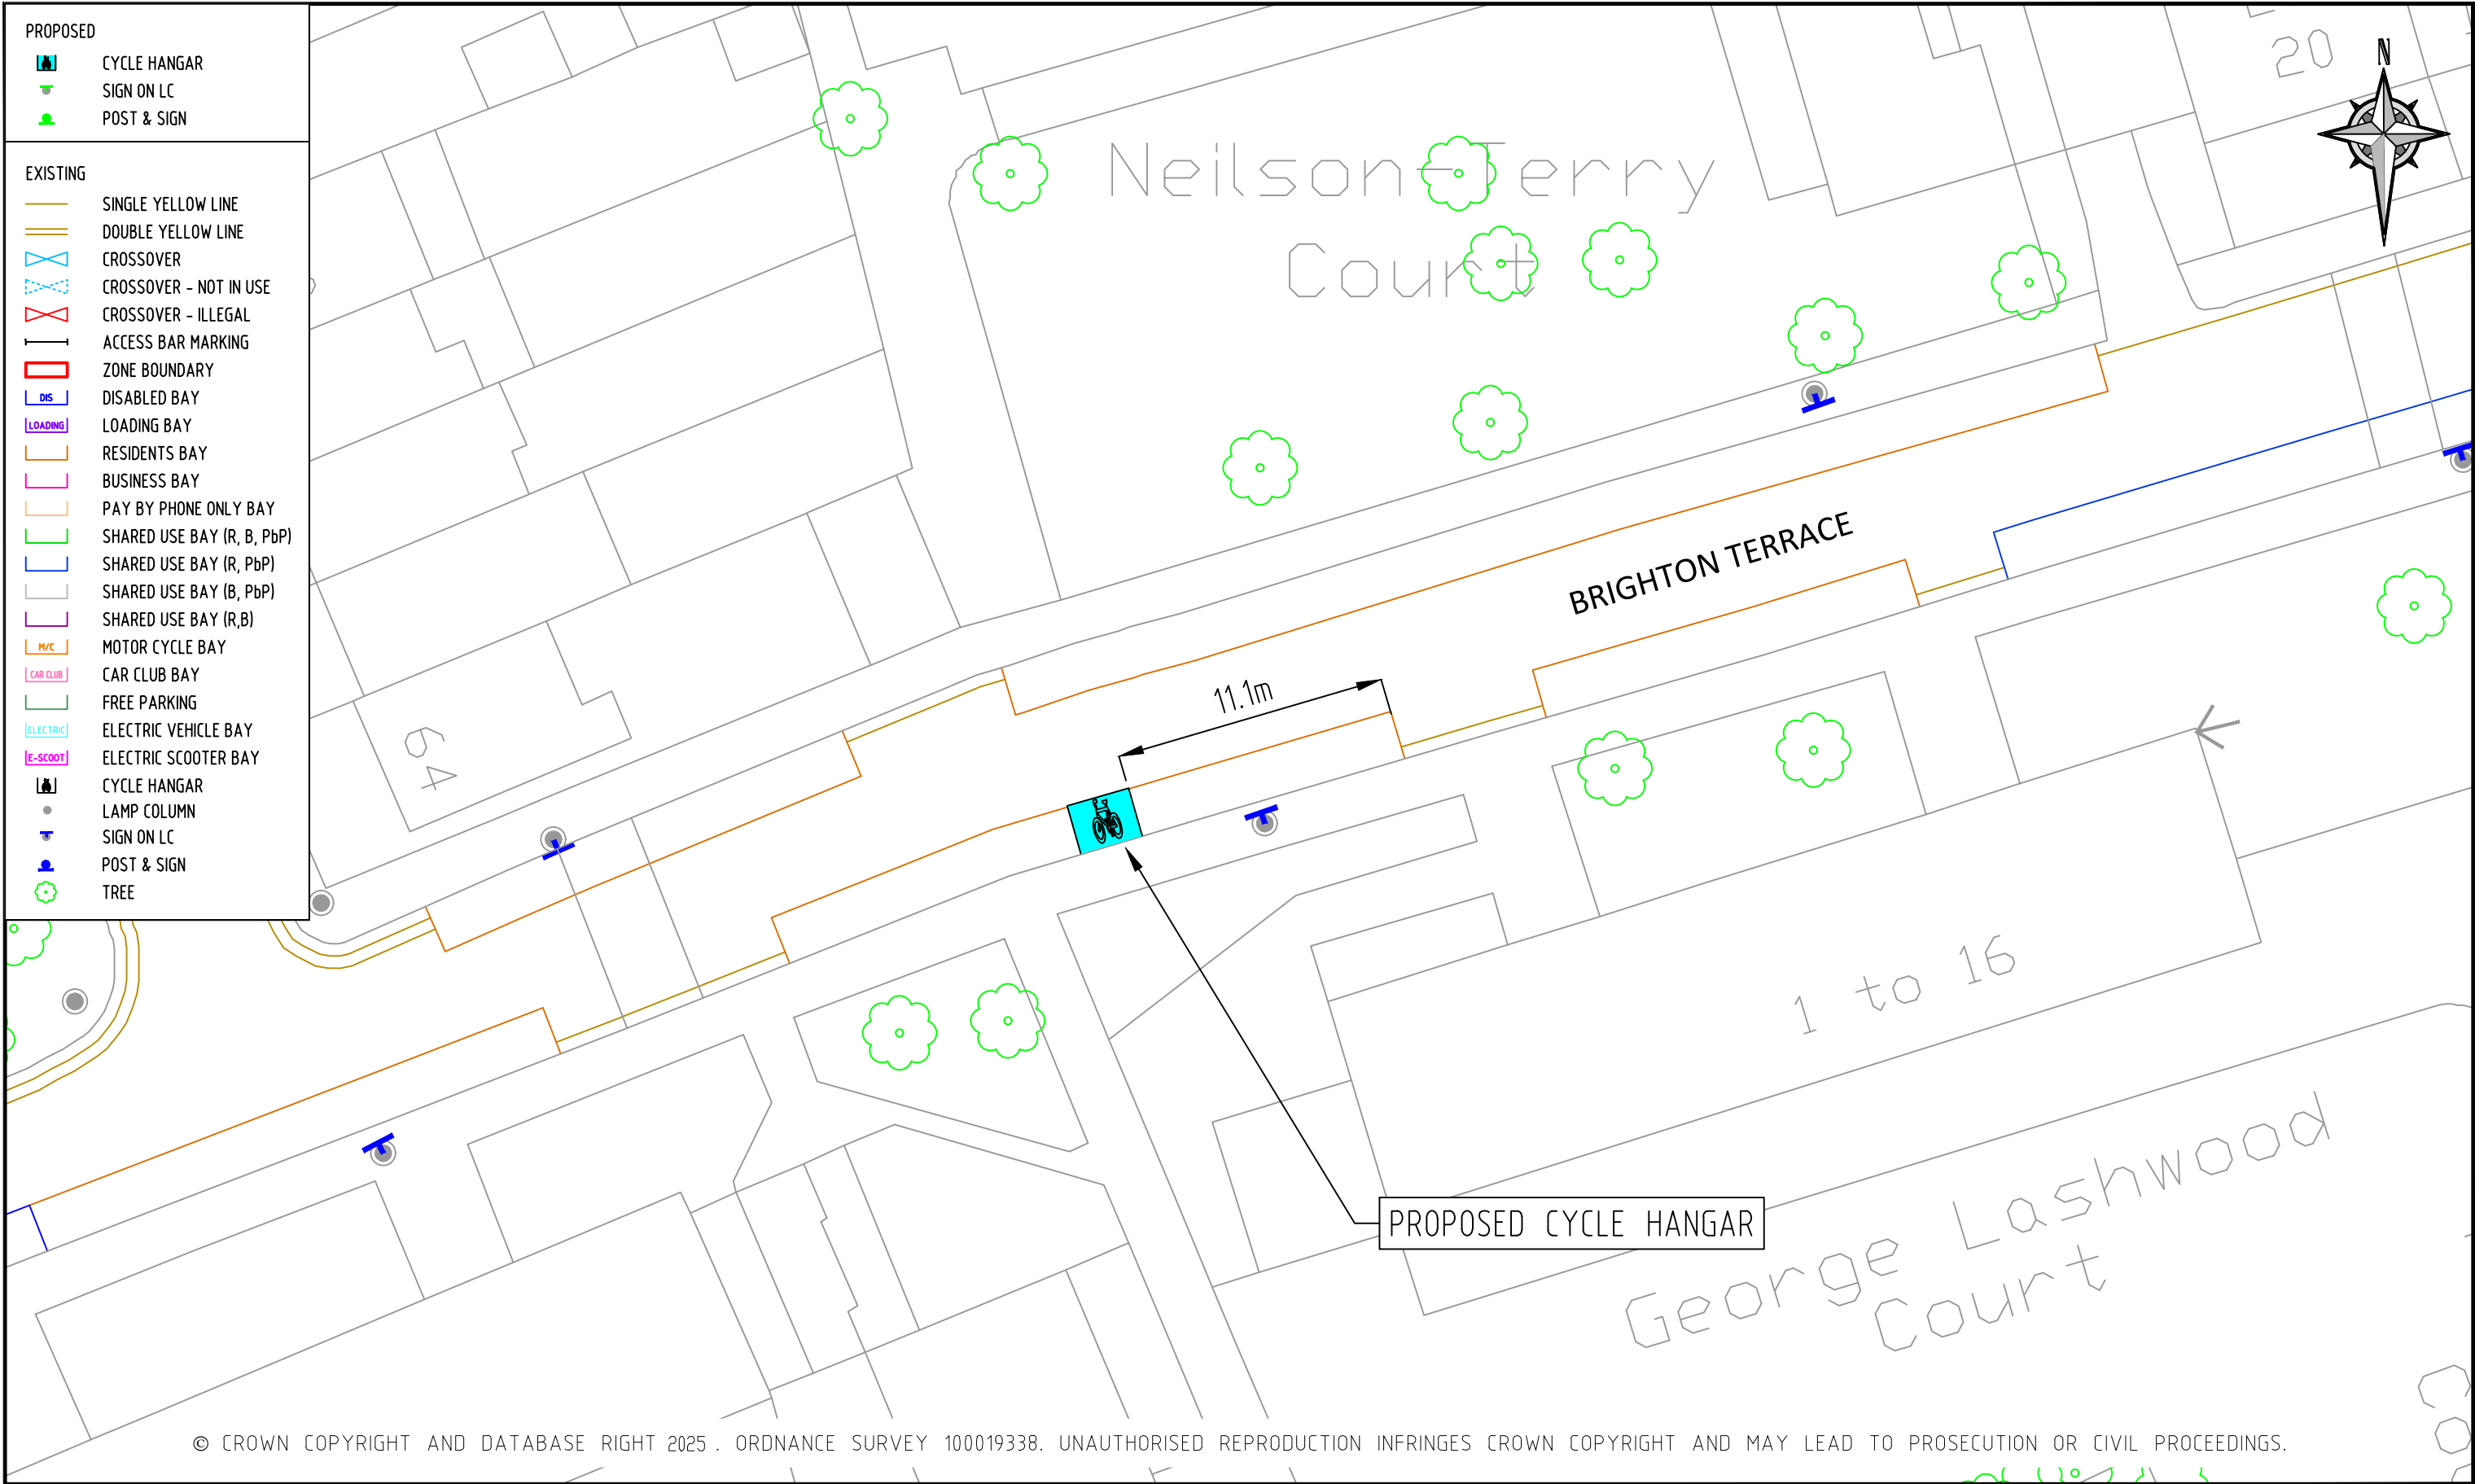 PROPOSED
CYCLE HANGAR
SIGN ON LC
POST & SIGN
EXISTING
SINGLE YELLOW LINE
DOUBLE YELLOW LINE
CROSSOVER
CROSSOVER - NOT IN USE
CROSSOVER - ILLEGAL
ACCESS BAR MARKING
ZONE BOUNDARY
DIS DISABLED BAY
LOADING LOADING BAY
RESIDENTS BAY
BUSINESS BAY
PAY BY PHONE ONLY BAY
SHARED USE BAY (R, B, PbP)
SHARED USE BAY (R, PbP)
SHARED USE BAY (B, PbP)
SHARED USE BAY (R,B)
M/C MOTOR CYCLE BAY
CAR CLUB CAR CLUB BAY
FREE PARKING
ELECTRIC ELECTRIC VEHICLE BAY
E-SCOOT ELECTRIC SCOOTER BAY
CYCLE HANGAR
LAMP COLUMN
SIGN ON LC
POST & SIGN
TREE
20
N
Neilson-Terry
Court
BRIGHTON TERRACE
11.1m
49
1 to 16
PROPOSED CYCLE HANGAR
George Lashwood
Court
© CROWN COPYRIGHT AND DATABASE RIGHT 2025 . ORDNANCE SURVEY 100019338. UNAUTHORISED REPRODUCTION INFRINGES CROWN COPYRIGHT AND MAY LEAD TO PROSECUTION OR CIVIL PROCEEDINGS.